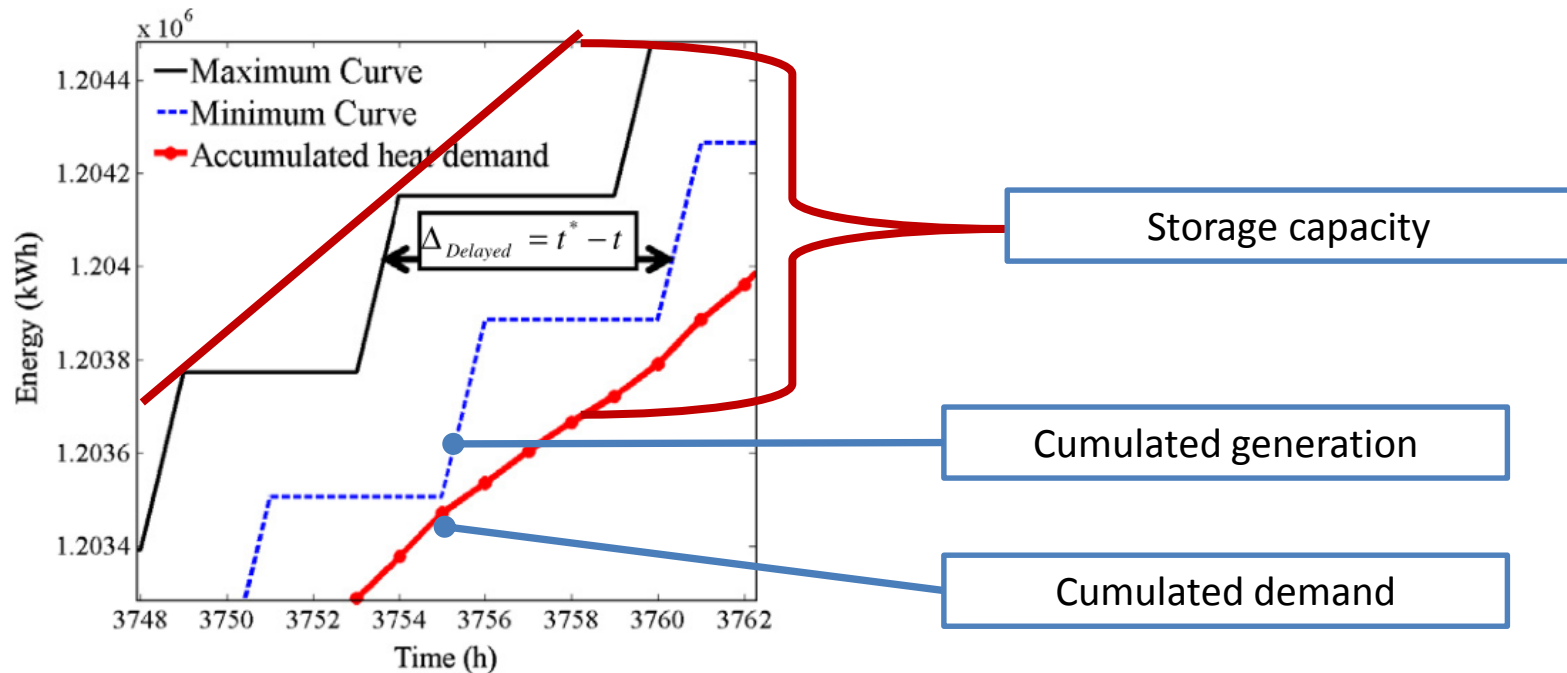 x 10^6
Maximum Curve
Minimum Curve
Accumulated heat demand
Δ_Delayed = t* − t
1.2044
1.2042
1.204
1.2038
1.2036
1.2034
Energy (kWh)
3748 3750 3752 3754 3756 3758 3760 3762
Time (h)
Storage capacity
Cumulated generation
Cumulated demand